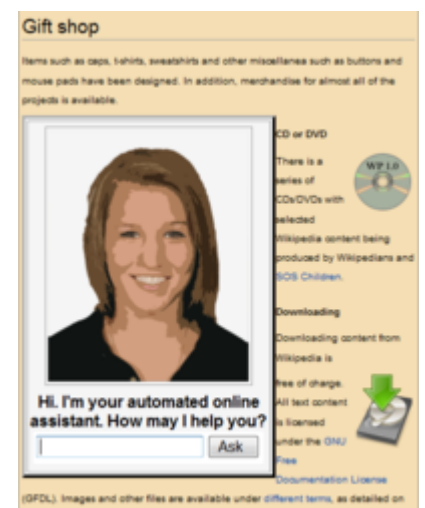 Gift shop
Items such as caps, t-shirts, sweatshirts and other miscellanea such as buttons and
mouse pads have been designed. In addition, merchandise for almost all of the
projects is available.
CD or DVD
There is a
series of
CDs/DVDs with
selected
Wikipedia content being
produced by Wikipedians and
SOS Children.
WP 1.0
Downloading
Downloading content from
Wikipedia is
free of charge.
All text content
is licensed
under the GNU
Free
Documentation License
(GFDL). Images and other files are available under different terms, as detailed on
Hi. I'm your automated online
assistant. How may I help you?
Ask